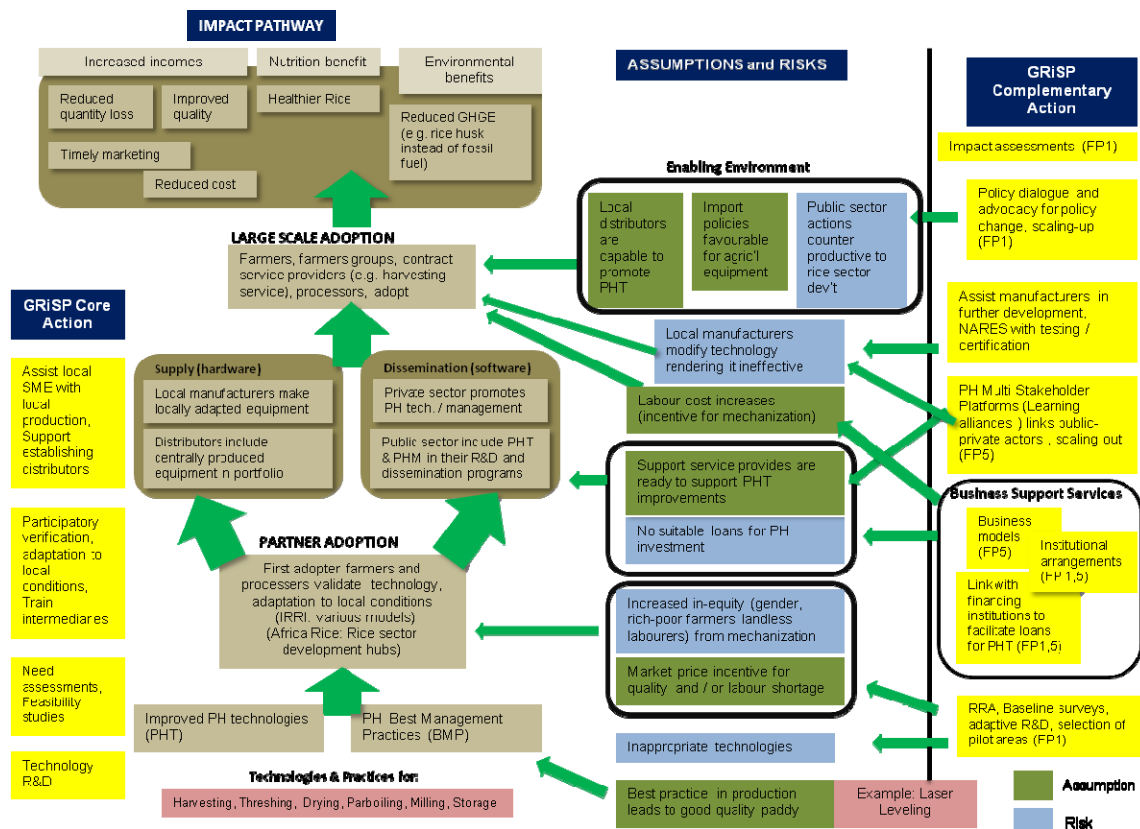 IMPACT PATHWAY
Increased incomes
Nutrition benefit
Environmental
benefits
Reduced
quantity loss
Improved
quality
Healthier Rice
Reduced GHGE
(e.g. rice husk
instead of fossil
fuel)
Timely marketing
Reduced cost
LARGE SCALE ADOPTION
Farmers, farmers groups, contract
service providers (e.g. harvesting
service), processors, adopt
GRiSP Core
Action
Assist local
SME with
local
production,
Support
establishing
distributors
Participatory
verification,
adaptation to
local
conditions,
Train
intermediaries
Need
assessments,
Feasibility
studies
Technology
R&D
Supply (hardware)
Local manufacturers make
locally adapted equipment
Distributors include
centrally produced
equipment n portfolio
Dissemination (software)
Private sector promotes
PH tech. / management
Public sector include PHT
& PHM in their R&D and
dissemination programs
PARTNER ADOPTION
First adopter farmers and
processers validate technology,
adaptation to local conditions
(IRRI: various models)
(Africa Rice: Rice sector
development hubs)
Improved PH technologies
(PHT)
PH Best Management
Practices (BMP)
Technologies & Practices for:
Harvesting, Threshing, Drying, Parboiling, Milling, Storage
ASSUMPTIONS and RISKS
Enabling Environment
Local
distributors
are
capable to
promote
PHT
Import
policies
favourable
for agric'l
equipment
Public sector
actions
counter
productive to
rice sector
dev't
Local manufacturers
modify technology
rendering it ineffective
Labour cost increases
(incentive for mechanization)
Support service provides are
ready to support PHT
improvements
No suitable loans for PH
investment
Increased in-equity (gender,
rich-poor farmers landless
labourers) from mechanization
Market price incentive for
quality and / or labour shortage
Inappropriate technologies
Best practice in production
leads to good quality paddy
Example: Laser
Leveling
GRiSP
Complementary
Action
Impact assessments (FP1)
Policy dialogue and
advocacy for policy
change, scaling-up
(FP1)
Assist manufacturers in
further development,
NARES with testing /
certification
PH Multi Stakeholder
Platforms (Learning
alliances ) links public-
private actors , scaling out
(FP5)
Business Support Services
Business
models
(FP5)
Institutional
arrangements
(FP 1,5)
Link with
financing
institutions to
facilitate loans
for PHT (FP1,5)
RRA, Baseline surveys,
adaptive R&D, selection of
pilot areas (FP1)
Assumption
Risk